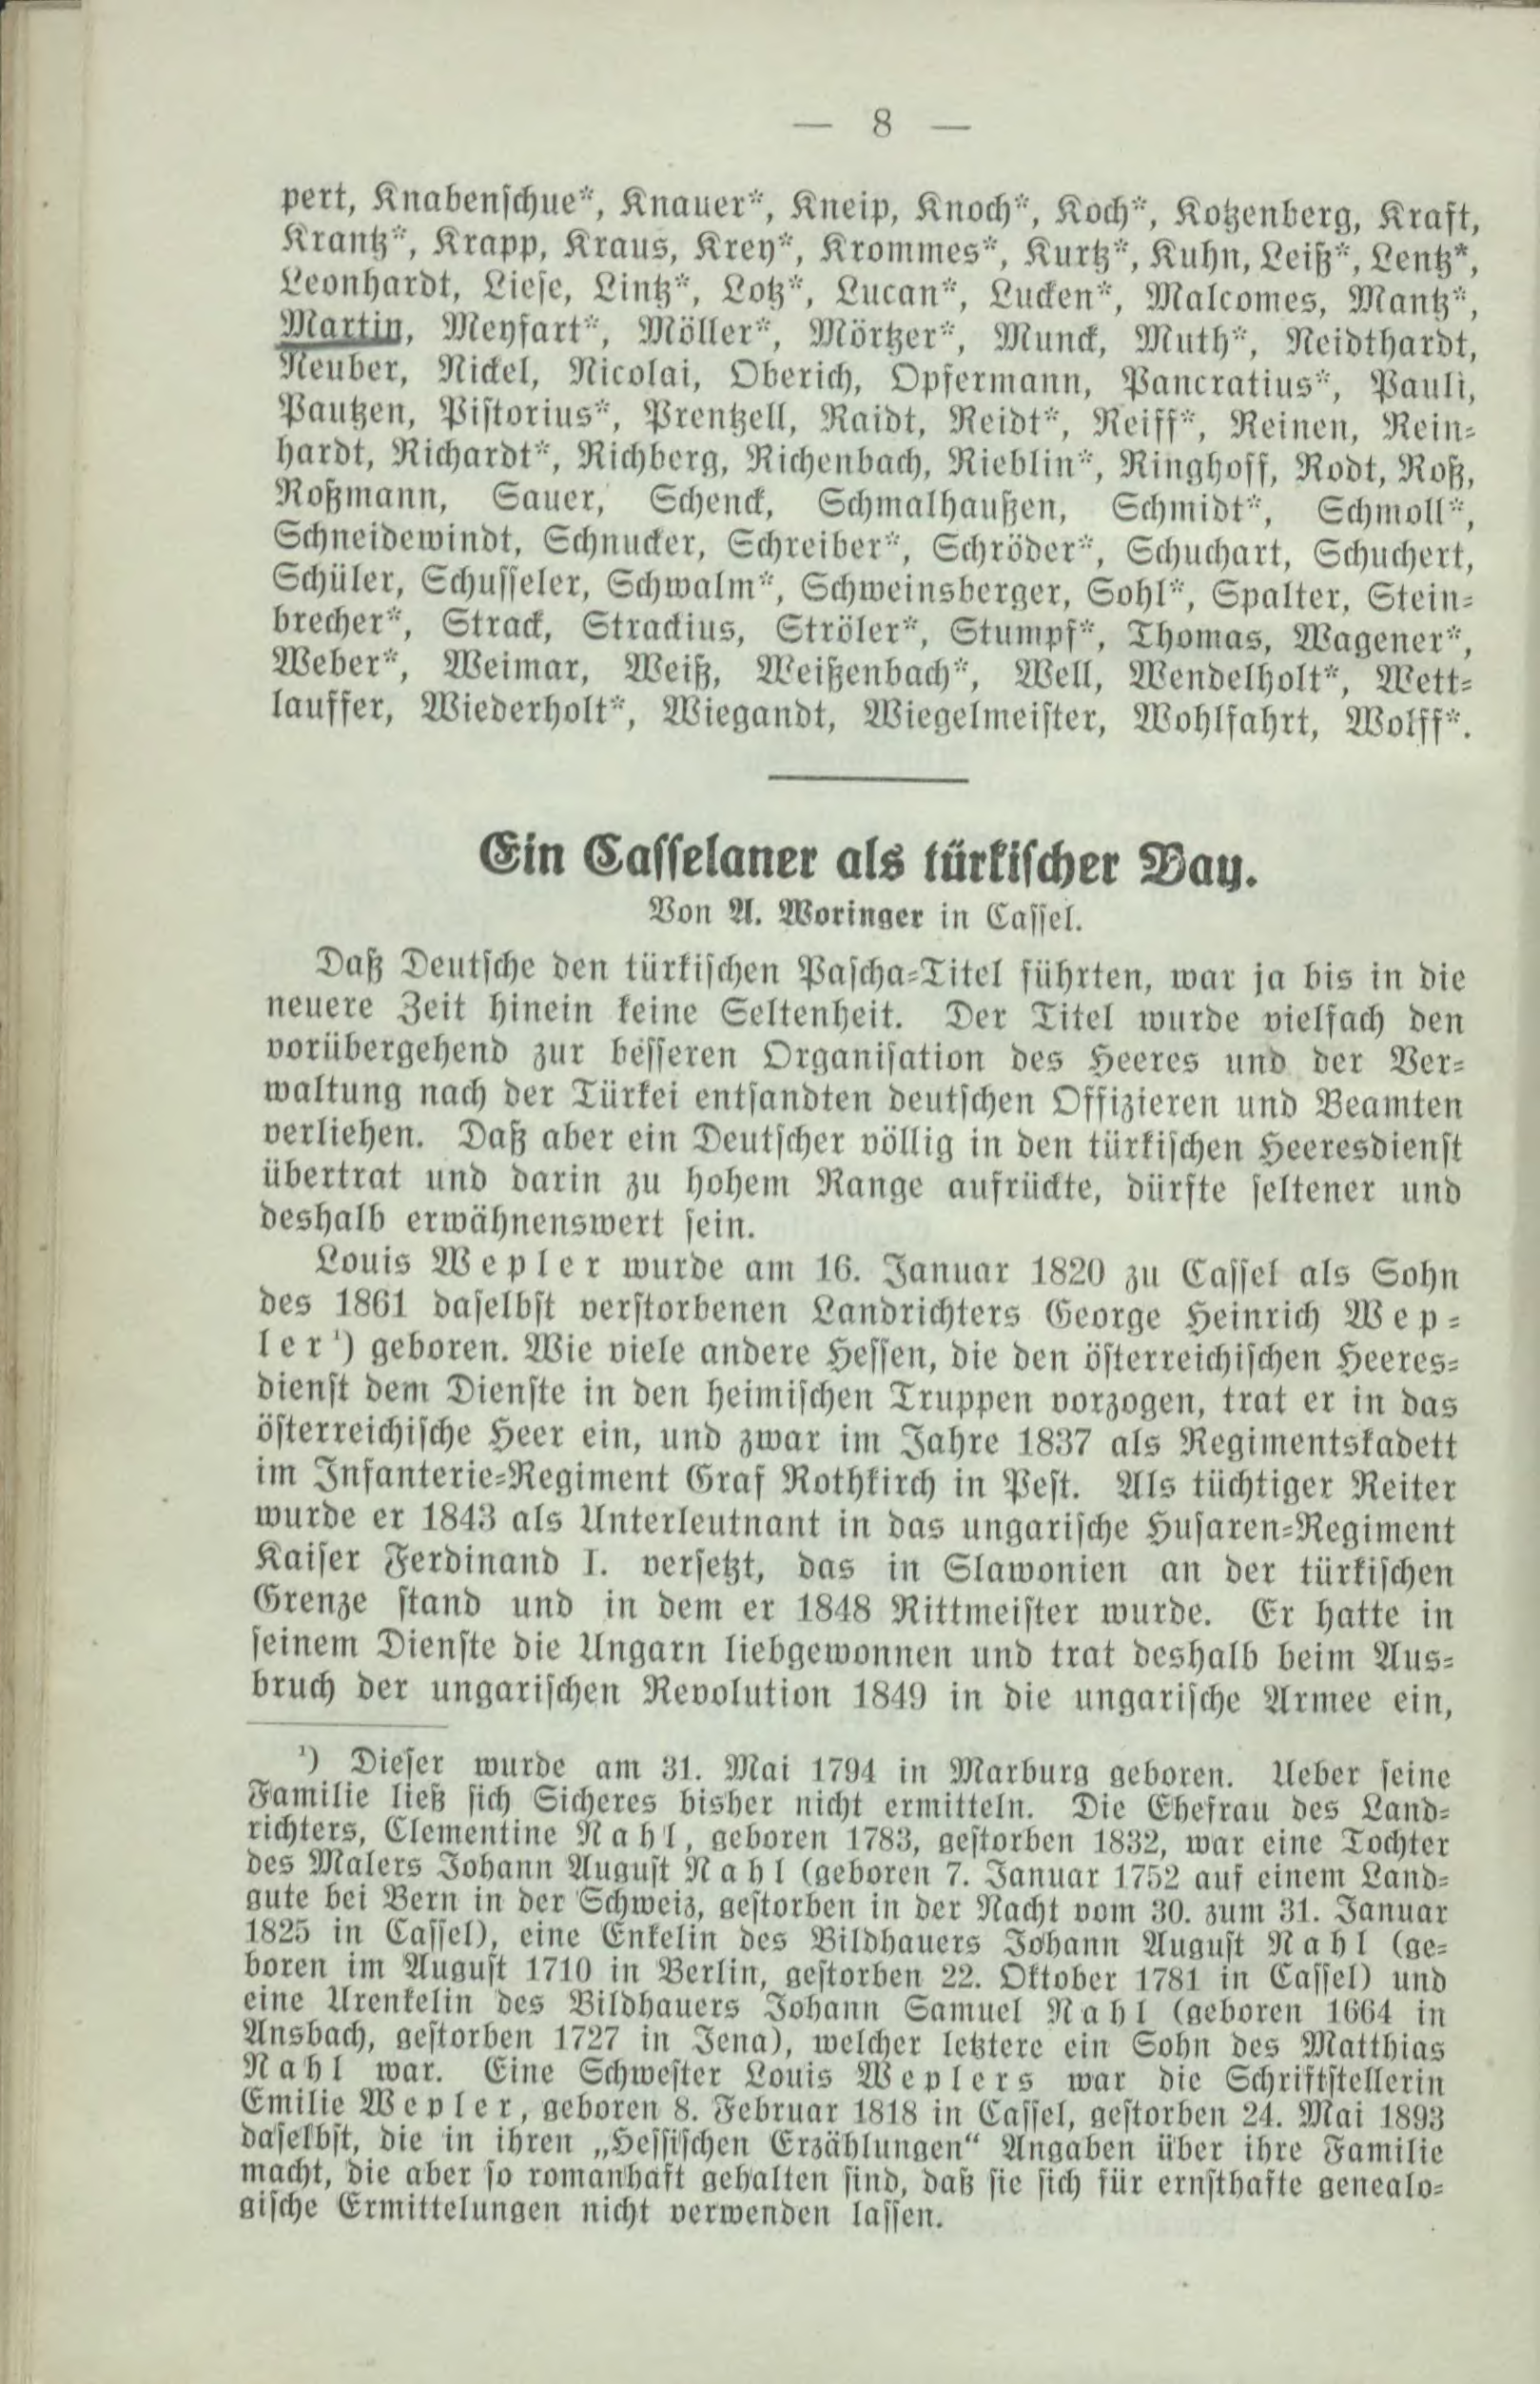 — 8 —
pert, Knabenschue*, Knauer*, Kneip, Knoch*, Koch*, Kotzenberg, Kraft,
Krantz*, Krapp, Kraus, Krey*, Krommes*, Kurtz*, Kuhn, Leiß*, Lentz*,
Leonhardt, Liese, Lintz*, Lotz*, Lucan*, Lucken*, Malcomes, Mantz*,
Martin, Meyfart*, Möller*, Mörtzer*, Munck, Muth*, Neidthardt,
Neuber, Nickel, Nicolai, Oberich, Opfermann, Pancratius*, Pauli,
Pautzen, Pistorius*, Prentzell, Raidt, Reidt*, Reiff*, Reinen, Rein-
hardt, Richardt*, Richberg, Richenbach, Rieblin*, Ringhoff, Rodt, Roß,
Roßmann, Sauer, Schenck, Schmalhaußen, Schmidt*, Schmoll*,
Schneidewindt, Schnucker, Schreiber*, Schröder*, Schuchart, Schuchert,
Schüler, Schusseler, Schwalm*, Schweinsberger, Sohl*, Spalter, Stein-
brecher*, Strack, Strackius, Ströler*, Stumpf*, Thomas, Wagener*,
Weber*, Weimar, Weiß, Weißenbach*, Well, Wendelholt*, Wett-
lauffer, Wiederholt*, Wiegandt, Wiegelmeister, Wohlfahrt, Wolff*.
Ein Casselaner als türkischer Bay.
Von A. Woringer in Cassel.
Daß Deutsche den türkischen Pascha-Titel führten, war ja bis in die
neuere Zeit hinein keine Seltenheit. Der Titel wurde vielfach den
vorübergehend zur besseren Organisation des Heeres und der Ver-
waltung nach der Türkei entsandten deutschen Offizieren und Beamten
verliehen. Daß aber ein Deutscher völlig in den türkischen Heeresdienst
übertrat und darin zu hohem Range aufrückte, dürfte seltener und
deshalb erwähnenswert sein.
Louis Wepler wurde am 16. Januar 1820 zu Cassel als Sohn
des 1861 daselbst verstorbenen Landrichters George Heinrich Wep-
ler¹) geboren. Wie viele andere Hessen, die den österreichischen Heeres-
dienst dem Dienste in den heimischen Truppen vorzogen, trat er in das
österreichische Heer ein, und zwar im Jahre 1837 als Regimentskadett
im Infanterie-Regiment Graf Rothkirch in Pest. Als tüchtiger Reiter
wurde er 1843 als Unterleutnant in das ungarische Husaren-Regiment
Kaiser Ferdinand I. versetzt, das in Slawonien an der türkischen
Grenze stand und in dem er 1848 Rittmeister wurde. Er hatte in
seinem Dienste die Ungarn liebgewonnen und trat deshalb beim Aus-
bruch der ungarischen Revolution 1849 in die ungarische Armee ein,
¹) Dieser wurde am 31. Mai 1794 in Marburg geboren. Ueber seine
Familie ließ sich Sicheres bisher nicht ermitteln. Die Ehefrau des Land-
richters, Clementine Nahl, geboren 1783, gestorben 1832, war eine Tochter
des Malers Johann August Nahl (geboren 7. Januar 1752 auf einem Land-
gute bei Bern in der Schweiz, gestorben in der Nacht vom 30. zum 31. Januar
1825 in Cassel), eine Enkelin des Bildhauers Johann August Nahl (ge-
boren im August 1710 in Berlin, gestorben 22. Oktober 1781 in Cassel) und
eine Urenkelin des Bildhauers Johann Samuel Nahl (geboren 1664 in
Ansbach, gestorben 1727 in Jena), welcher letztere ein Sohn des Matthias
Nahl war. Eine Schwester Louis Weplers war die Schriftstellerin
Emilie Wepler, geboren 8. Februar 1818 in Cassel, gestorben 24. Mai 1893
daselbst, die in ihren „Hessischen Erzählungen“ Angaben über ihre Familie
macht, die aber so romanhaft gehalten sind, daß sie sich für ernsthafte genealo-
gische Ermittelungen nicht verwenden lassen.